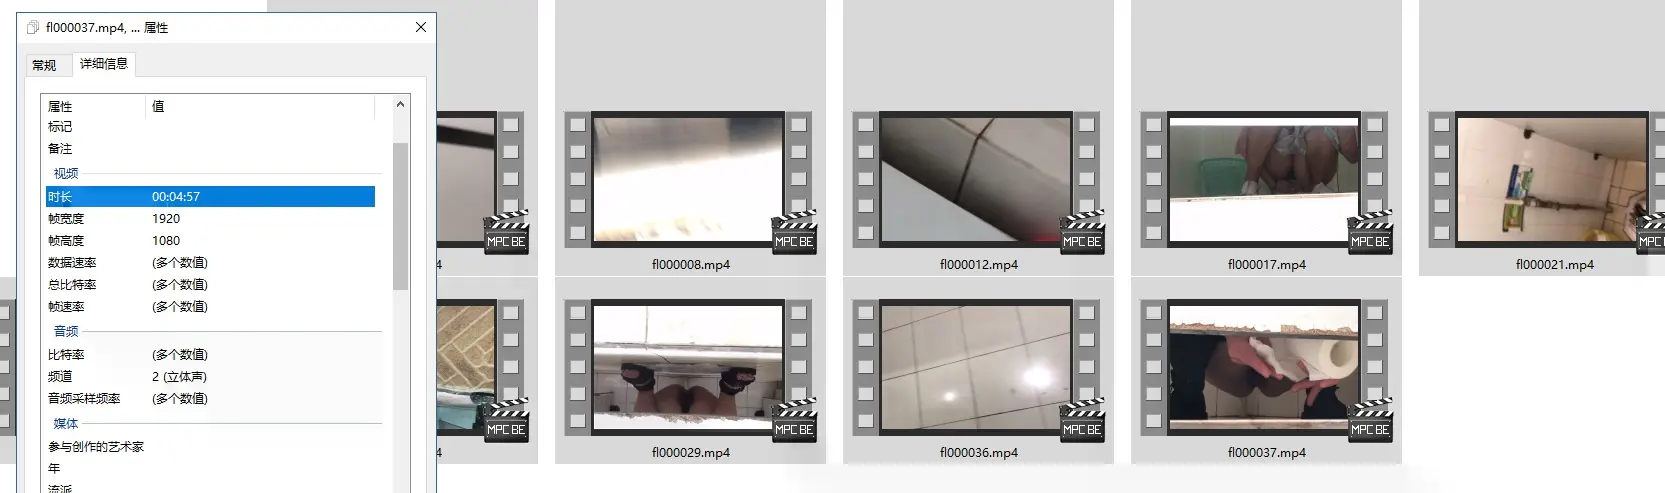 fl000037.mp4, ... 属性
常规
详细信息
属性 值
标记
备注
视频
时长 00:04:57
帧宽度 1920
帧高度 1080
数据速率 (多个数值)
总比特率 (多个数值)
帧速率 (多个数值)
音频
比特率 (多个数值)
频道 2 (立体声)
音频采样频率 (多个数值)
媒体
参与创作的艺术家
年
流派
MPC BE
MPC BE
MPC BE
MPC BE
MPC BE
4
fl000008.mp4
fl000012.mp4
fl000017.mp4
fl000021.mp4
MPC BE
MPC BE
MPC BE
MPC BE
4
fl000029.mp4
fl000036.mp4
fl000037.mp4